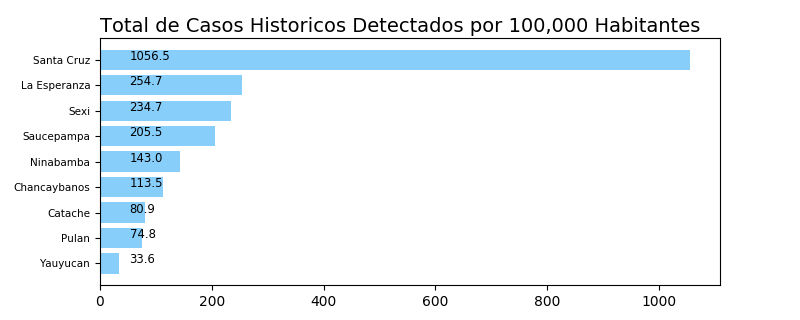 Total de Casos Historicos Detectados por 100,000 Habitantes
Santa Cruz 1056.5
La Esperanza 254.7
Sexi 234.7
Saucepampa 205.5
Ninabamba 143.0
Chancaybanos 113.5
Catache 80.9
Pulan 74.8
Yauyucan 33.6
0 200 400 600 800 1000